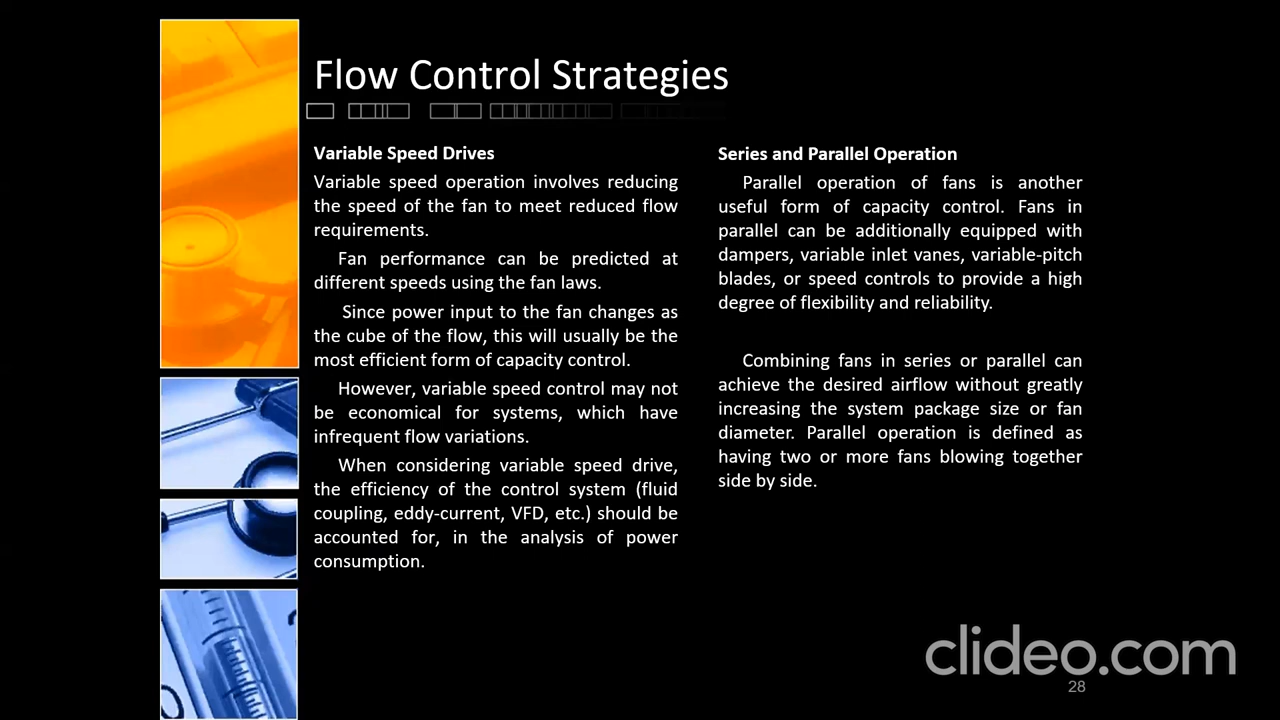 Flow Control Strategies
Variable Speed Drives
Variable speed operation involves reducing
the speed of the fan to meet reduced flow
requirements.
Fan performance can be predicted at
different speeds using the fan laws.
Since power input to the fan changes as
the cube of the flow, this will usually be the
most efficient form of capacity control.
However, variable speed control may not
be economical for systems, which have
infrequent flow variations.
When considering variable speed drive,
the efficiency of the control system (fluid
coupling, eddy-current, VFD, etc.) should be
accounted for, in the analysis of power
consumption.
Series and Parallel Operation
Parallel operation of fans is another
useful form of capacity control. Fans in
parallel can be additionally equipped with
dampers, variable inlet vanes, variable-pitch
blades, or speed controls to provide a high
degree of flexibility and reliability.
Combining fans in series or parallel can
achieve the desired airflow without greatly
increasing the system package size or fan
diameter. Parallel operation is defined as
having two or more fans blowing together
side by side.
clideo.com
28